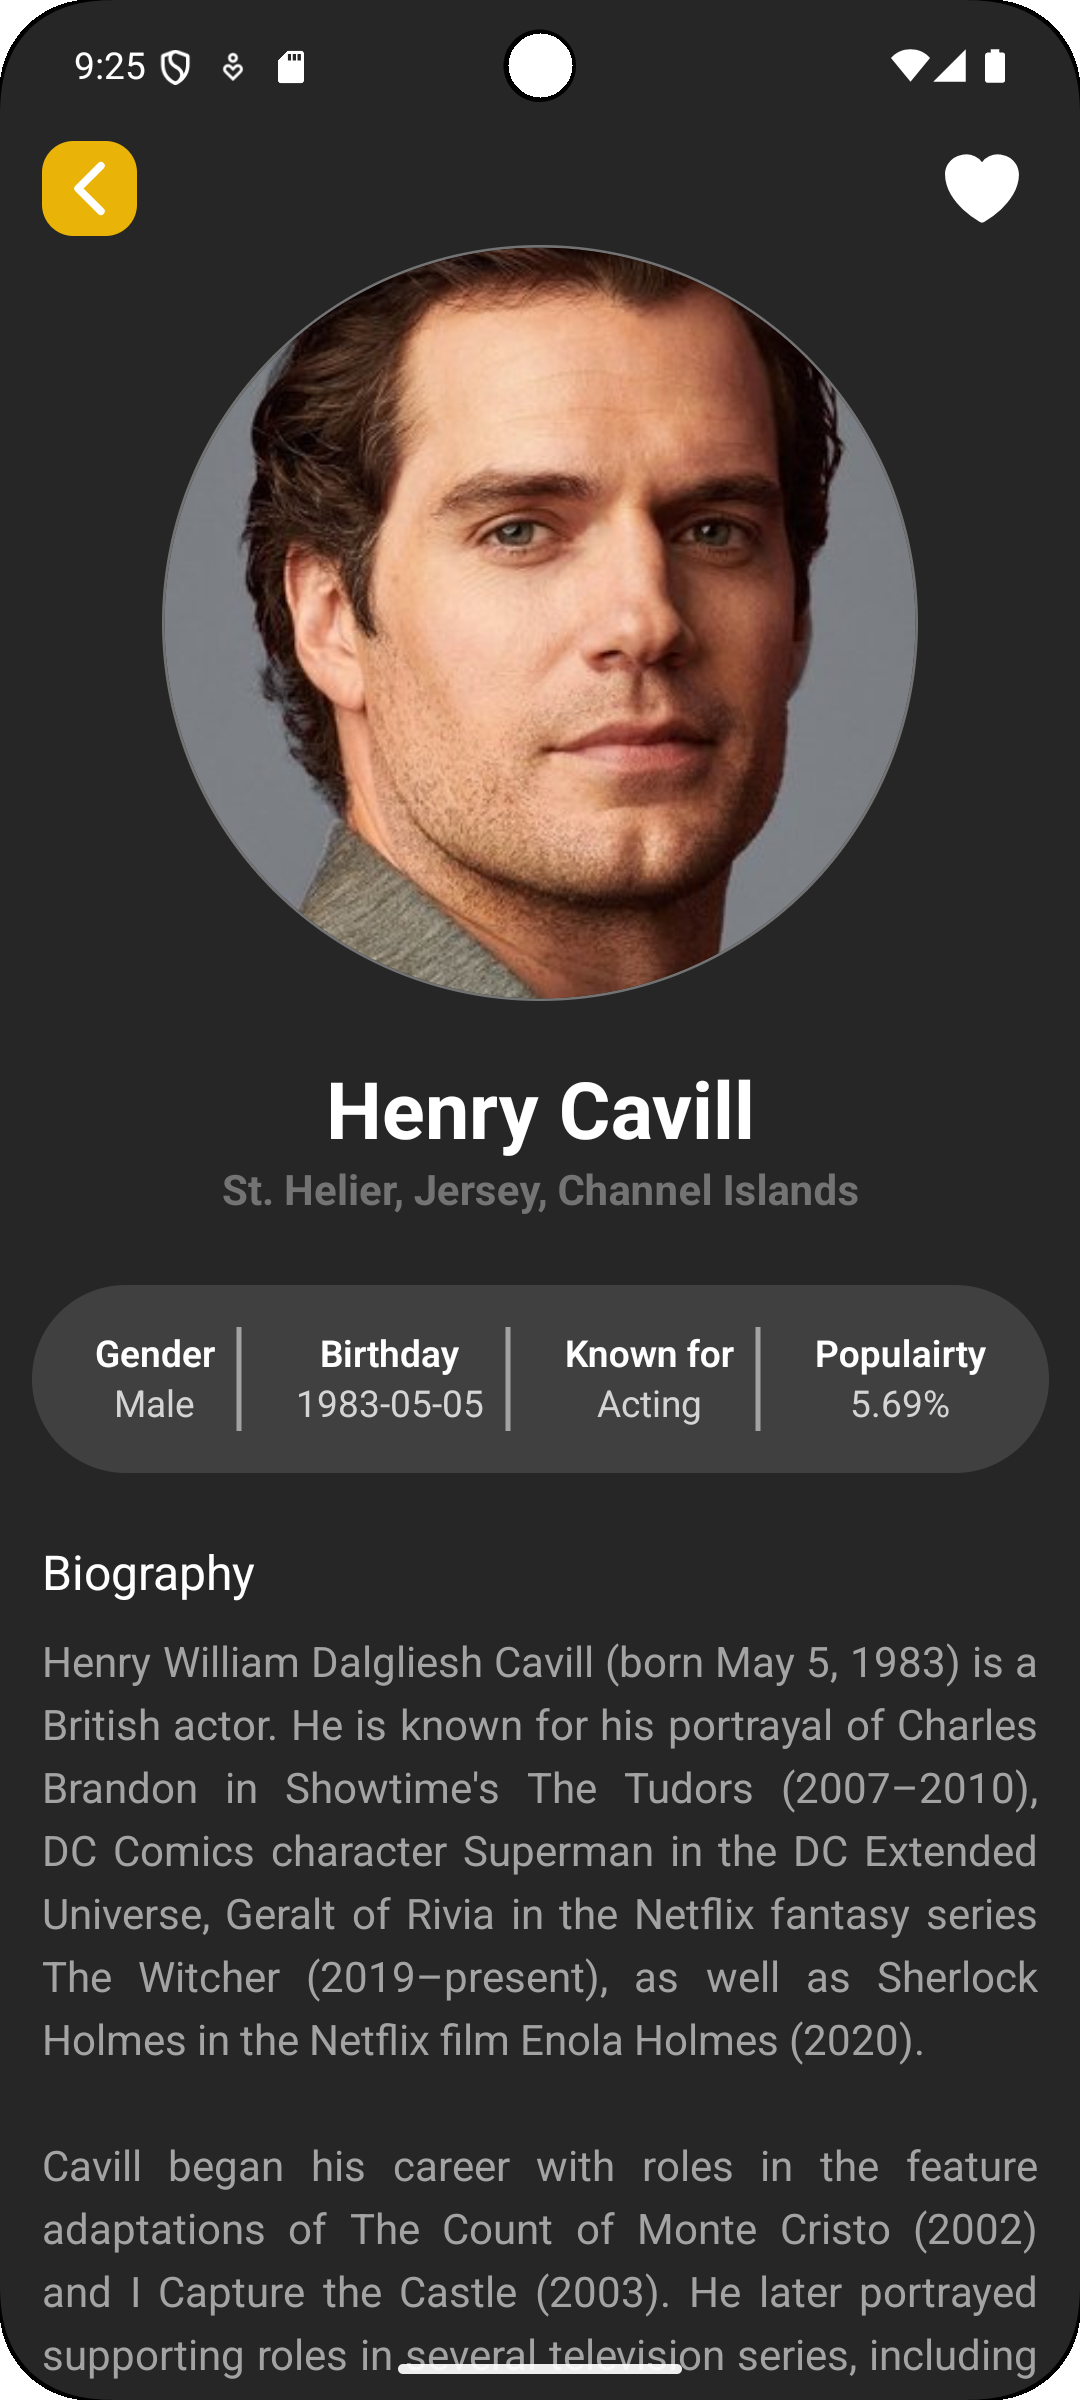 9:25
Henry Cavill
St. Helier, Jersey, Channel Islands
Gender Birthday Known for Populairty
Male 1983-05-05 Acting 5.69%
Biography
Henry William Dalgliesh Cavill (born May 5, 1983) is a
British actor. He is known for his portrayal of Charles
Brandon in Showtime's The Tudors (2007–2010),
DC Comics character Superman in the DC Extended
Universe, Geralt of Rivia in the Netflix fantasy series
The Witcher (2019–present), as well as Sherlock
Holmes in the Netflix film Enola Holmes (2020).
Cavill began his career with roles in the feature
adaptations of The Count of Monte Cristo (2002)
and I Capture the Castle (2003). He later portrayed
supporting roles in several television series, including